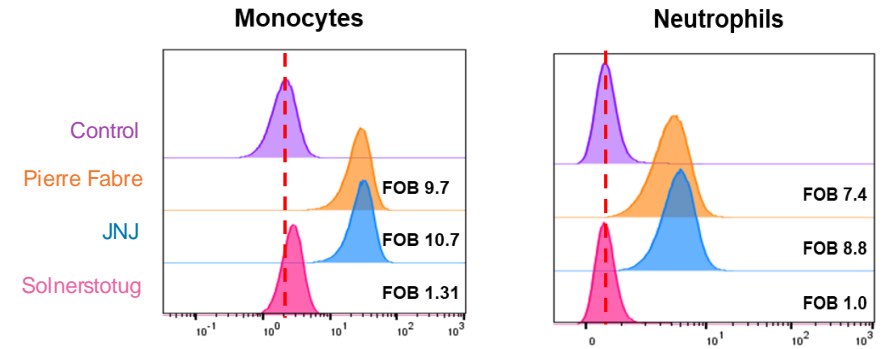 Monocytes
Neutrophils
Control
Pierre Fabre
JNJ
Solnerstotug
FOB 9.7
FOB 10.7
FOB 1.31
FOB 7.4
FOB 8.8
FOB 1.0
10-1 100 101 102 103
0 101 102 103